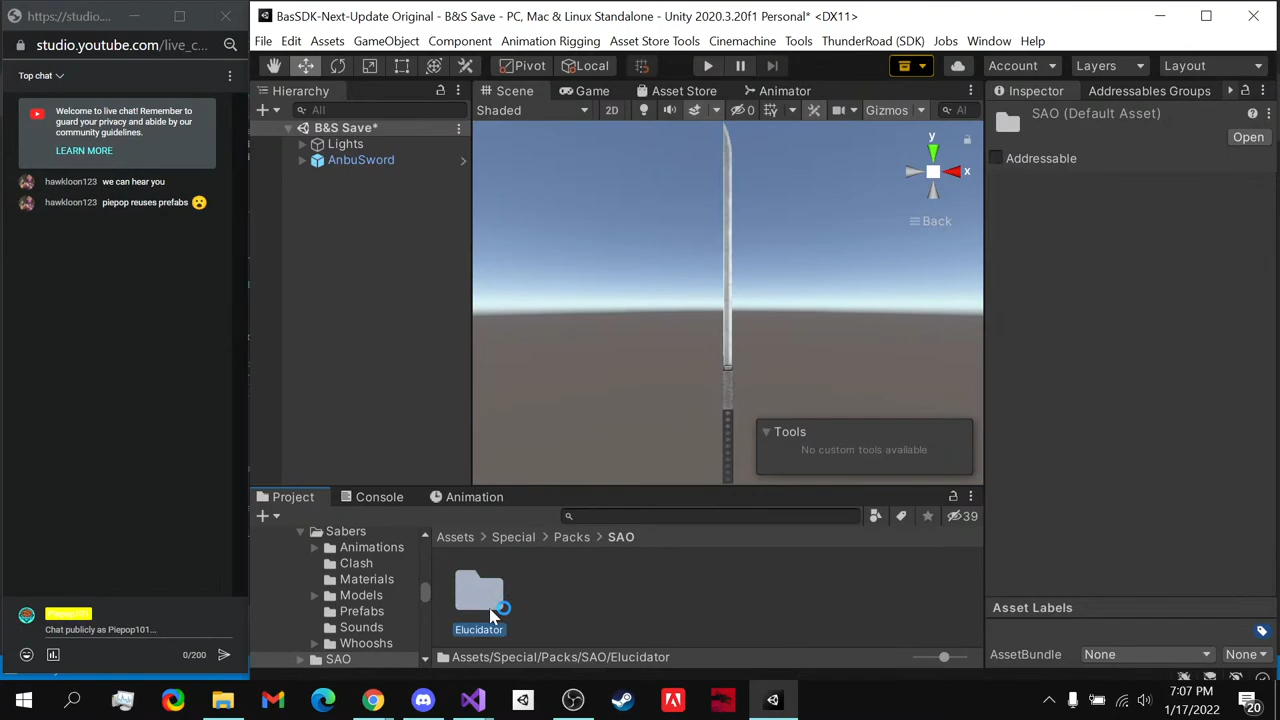 https://studio....
studio.youtube.com/live_c...
Top chat
Welcome to live chat! Remember to
guard your privacy and abide by our
community guidelines.
LEARN MORE
hawkloon123 we can hear you
hawkloon123 piepop reuses prefabs
Piepop101
Chat publicly as Piepop101...
0/200
BasSDK-Next-Update Original - B&S Save - PC, Mac & Linux Standalone - Unity 2020.3.20f1 Personal* <DX11>
File Edit Assets GameObject Component Animation Rigging Asset Store Tools Cinemachine Tools ThunderRoad (SDK) Jobs Window Help
Pivot Local Account Layers Layout
Hierarchy
All
B&S Save*
Lights
AnbuSword
Scene Game Asset Store Animator
Shaded 2D 0 Gizmos Al
y
x
Back
Tools
No custom tools available
Inspector Addressables Groups
SAO (Default Asset)
Open
Addressable
Project Console Animation
39
Sabers
Animations
Clash
Materials
Models
Prefabs
Sounds
Whooshs
SAO
Assets > Special > Packs > SAO
Elucidator
Assets/Special/Packs/SAO/Elucidator
Asset Labels
AssetBundle None None
7:07 PM
1/17/2022
20